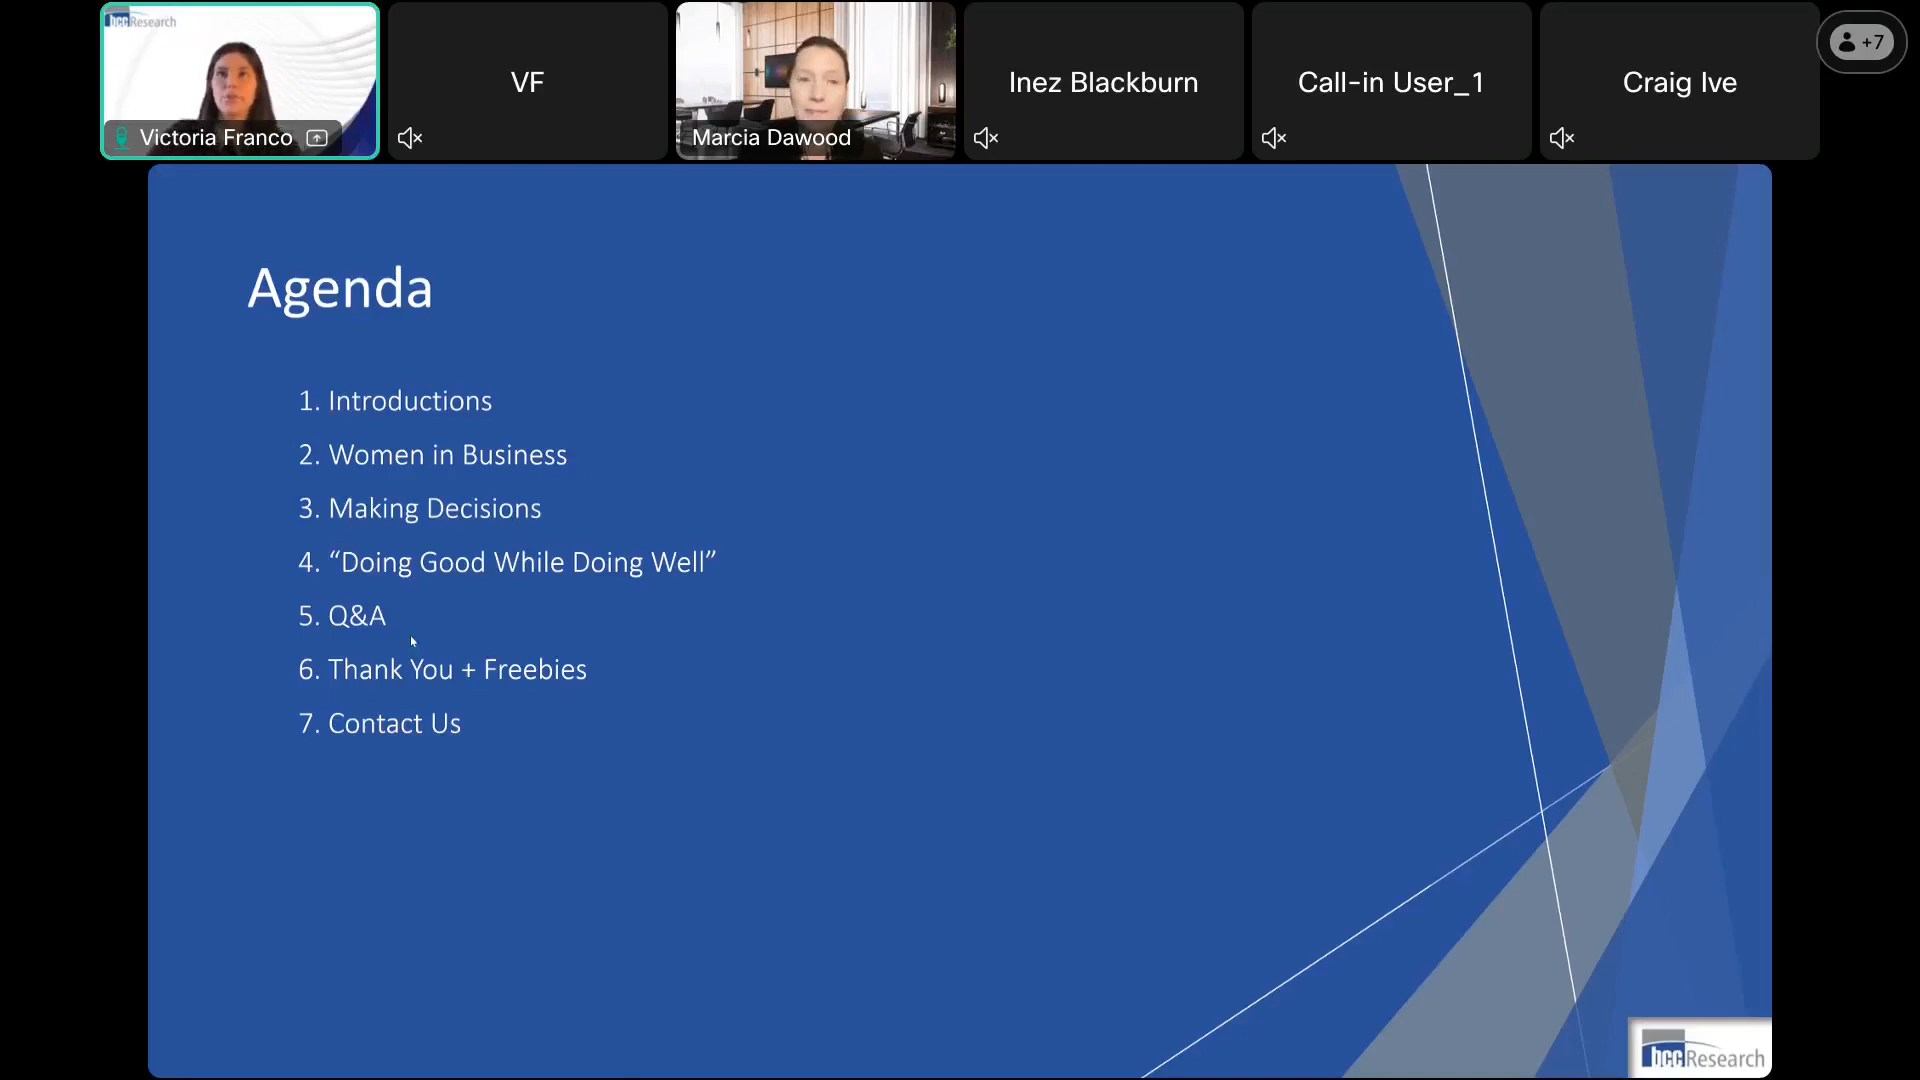 bcc Research
Victoria Franco
VF
Marcia Dawood
Inez Blackburn
Call-in User_1
Craig Ive
+7
Agenda
1. Introductions
2. Women in Business
3. Making Decisions
4. “Doing Good While Doing Well”
5. Q&A
6. Thank You + Freebies
7. Contact Us
bcc Research